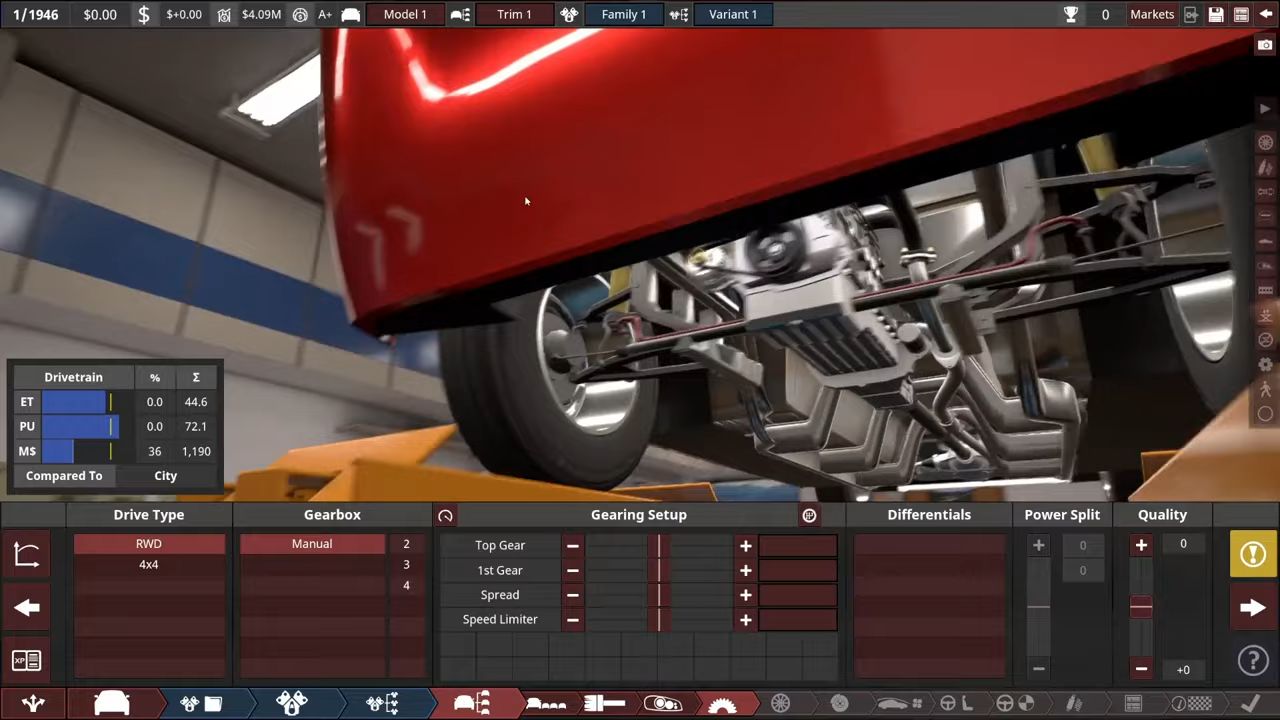 1/1946 $0.00 $ $+0.00 $4.09M A+ Model 1 Trim 1 Family 1 Variant 1 0 Markets
Drivetrain % Σ
ET 0.0 44.6
PU 0.0 72.1
M$ 36 1,190
Compared To City
Drive Type Gearbox Gearing Setup Differentials Power Split Quality
RWD Manual 2 Top Gear − + + 0 + 0
4x4 3 1st Gear − + 0
4 Spread − +
Speed Limiter − +
− − +0
XP ?